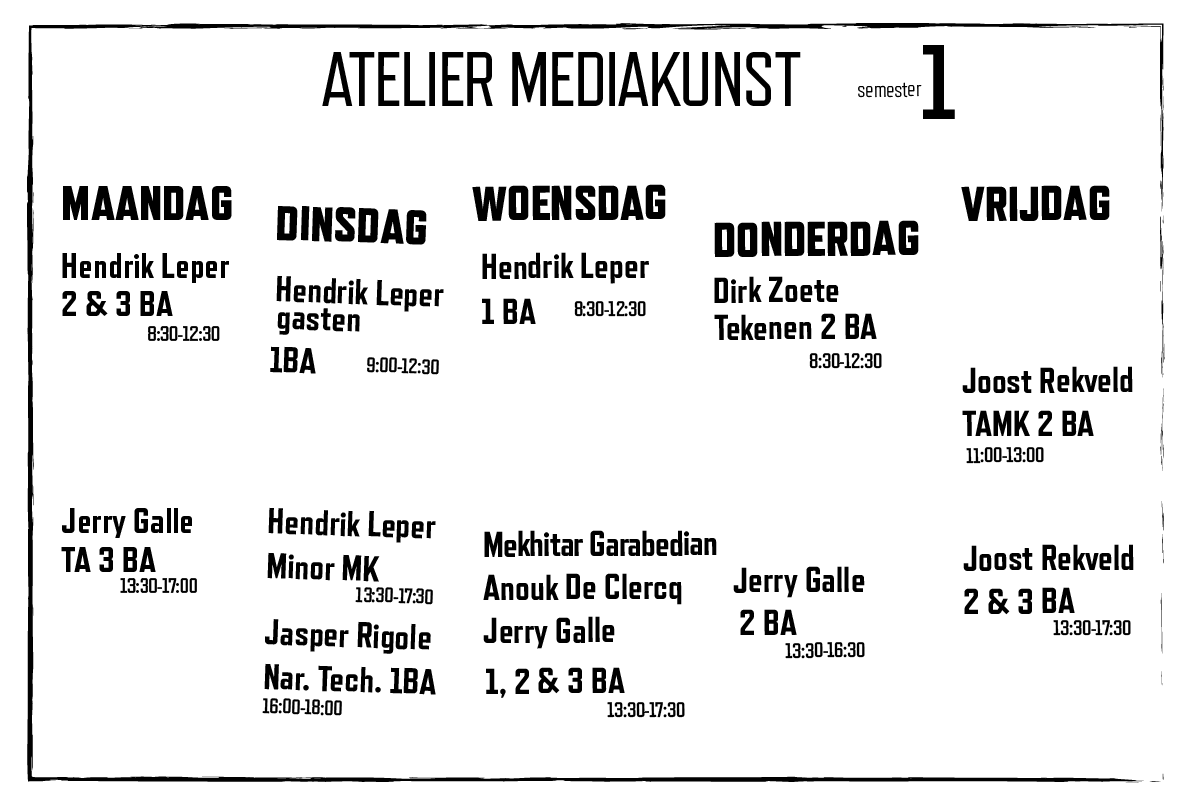 ATELIER MEDIAKUNST semester 1
MAANDAG
Hendrik Leper
2 & 3 BA
8:30-12:30
Jerry Galle
TA 3 BA
13:30-17:00
DINSDAG
Hendrik Leper
gasten
1BA 9:00-12:30
Hendrik Leper
Minor MK
13:30-17:30
Jasper Rigole
Nar. Tech. 1BA
16:00-18:00
WOENSDAG
Hendrik Leper
1 BA 8:30-12:30
Mekhitar Garabedian
Anouk De Clercq
Jerry Galle
1, 2 & 3 BA
13:30-17:30
DONDERDAG
Dirk Zoete
Tekenen 2 BA
8:30-12:30
Jerry Galle
2 BA
13:30-16:30
VRIJDAG
Joost Rekveld
TAMK 2 BA
11:00-13:00
Joost Rekveld
2 & 3 BA
13:30-17:30